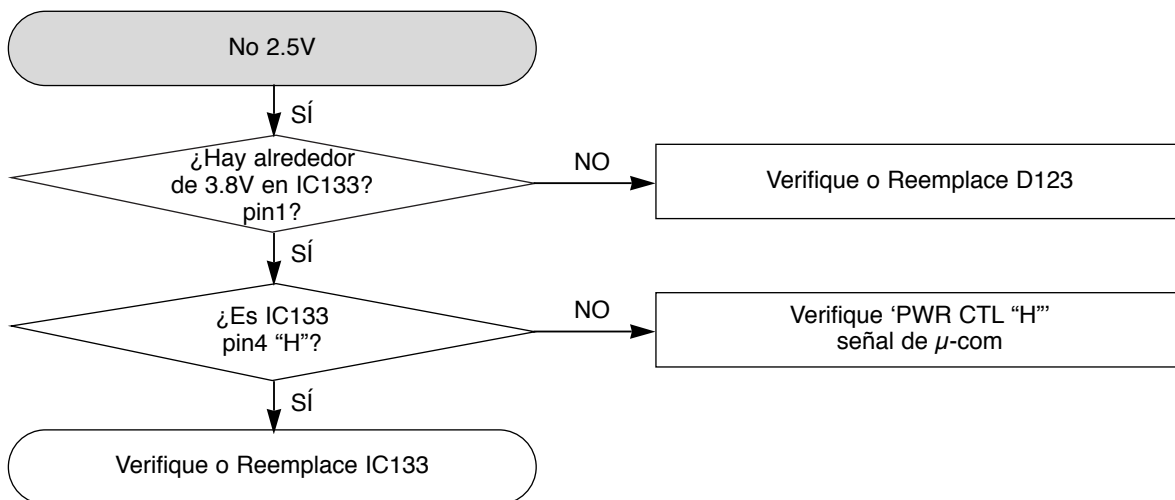 No 2.5V
SÍ
¿Hay alrededor
de 3.8V en IC133?
pin1?
NO
Verifique o Reemplace D123
SÍ
¿Es IC133
pin4 “H”?
NO
Verifique ‘PWR CTL “H”’
señal de µ-com
SÍ
Verifique o Reemplace IC133